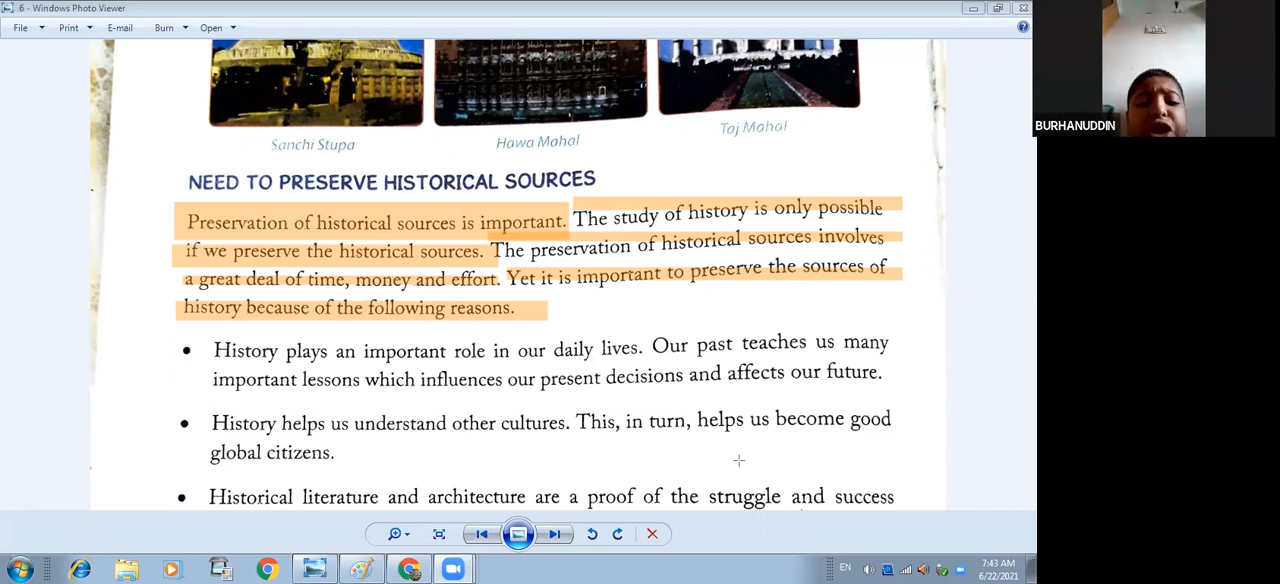 6 - Windows Photo Viewer
File Print E-mail Burn Open
BURHANUDDIN
Sanchi Stupa
Hawa Mahal
Taj Mahal
NEED TO PRESERVE HISTORICAL SOURCES
Preservation of historical sources is important. The study of history is only possible
if we preserve the historical sources. The preservation of historical sources involves
a great deal of time, money and effort. Yet it is important to preserve the sources of
history because of the following reasons.
• History plays an important role in our daily lives. Our past teaches us many
important lessons which influences our present decisions and affects our future.
• History helps us understand other cultures. This, in turn, helps us become good
global citizens.
• Historical literature and architecture are a proof of the struggle and success
EN
7:43 AM
6/22/2021